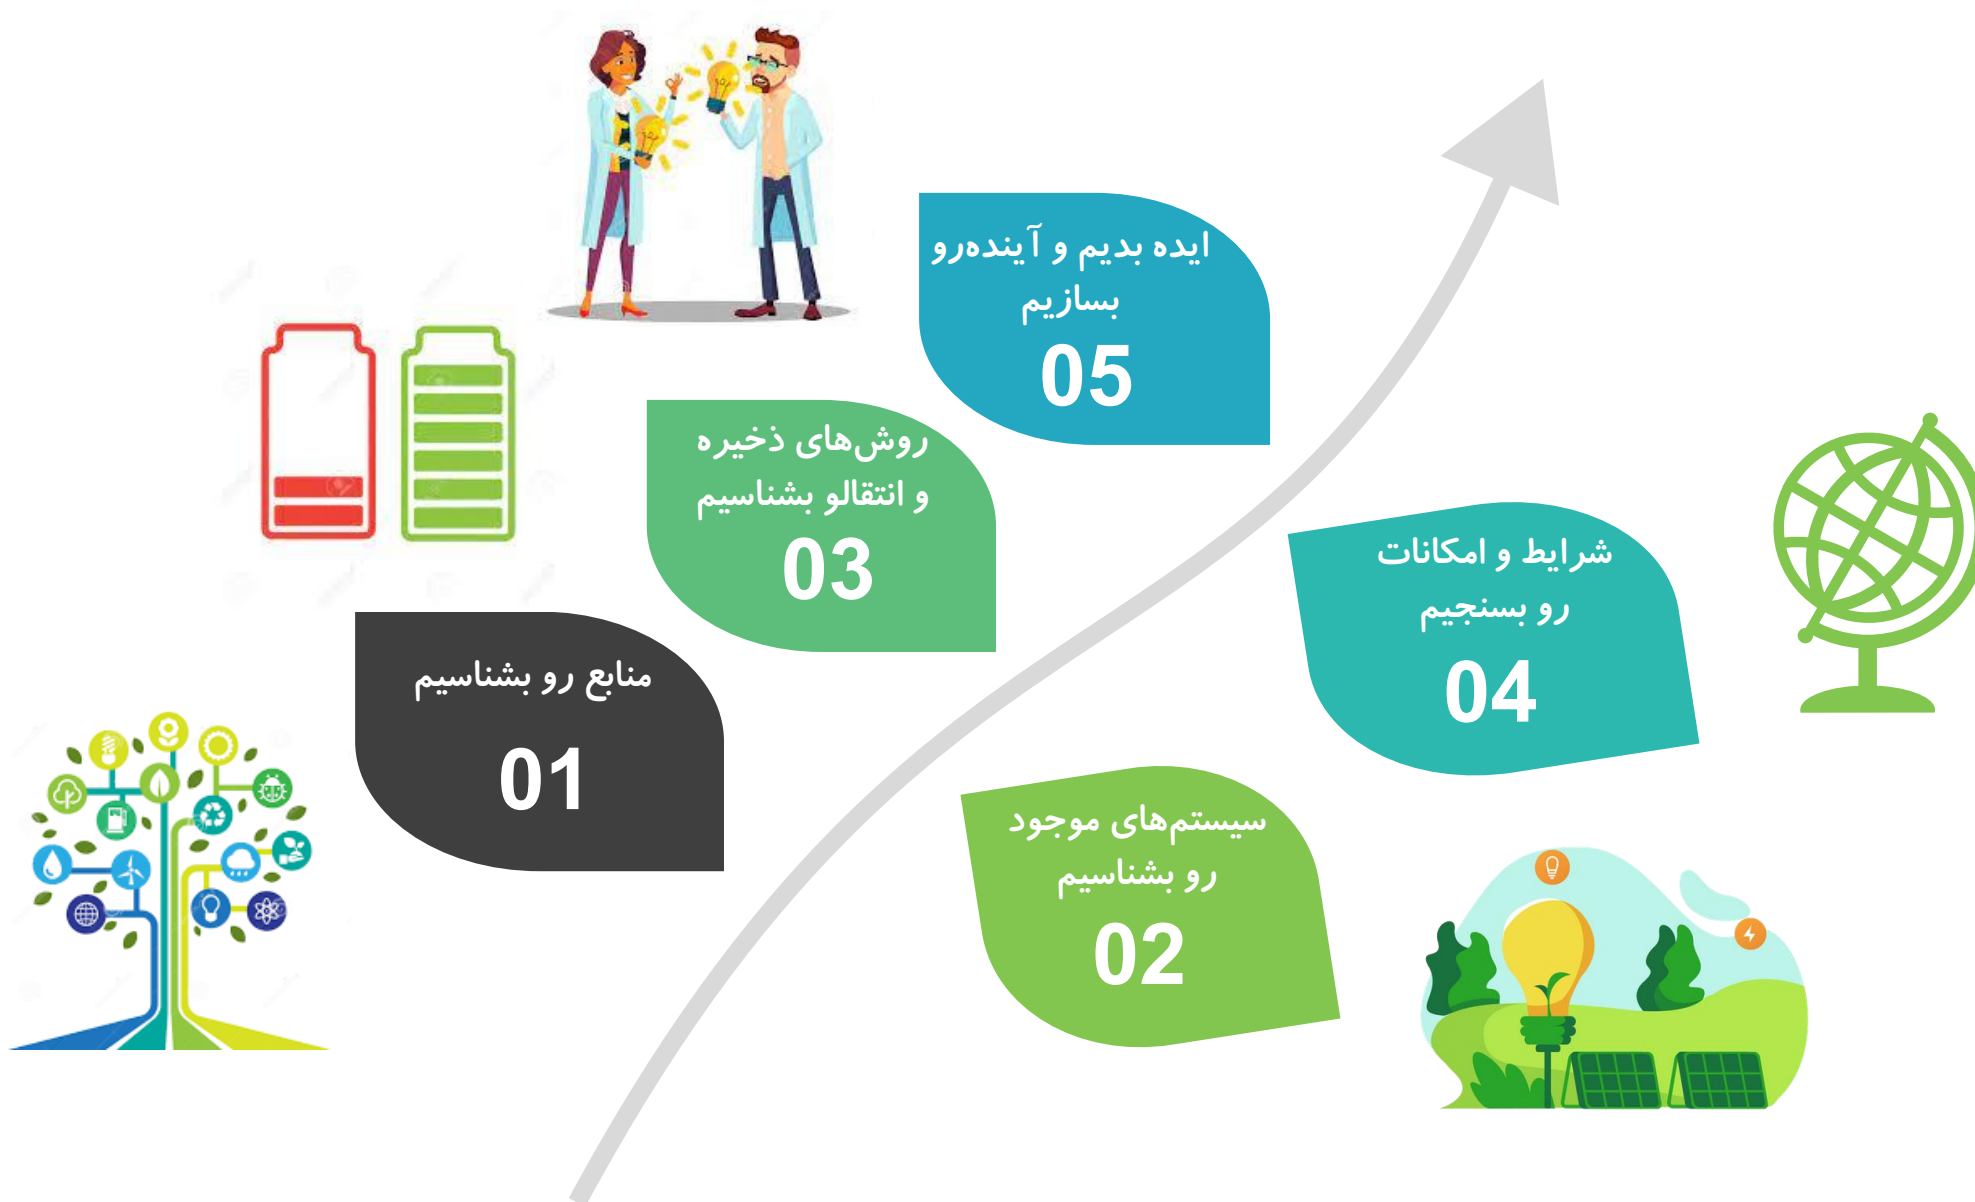 ایده بدیم و آینده‌رو
بسازیم
05
روش‌های ذخیره
و انتقالو بشناسیم
03
شرایط و امکانات
رو بسنجیم
04
منابع رو بشناسیم
01
سیستم‌های موجود
رو بشناسیم
02